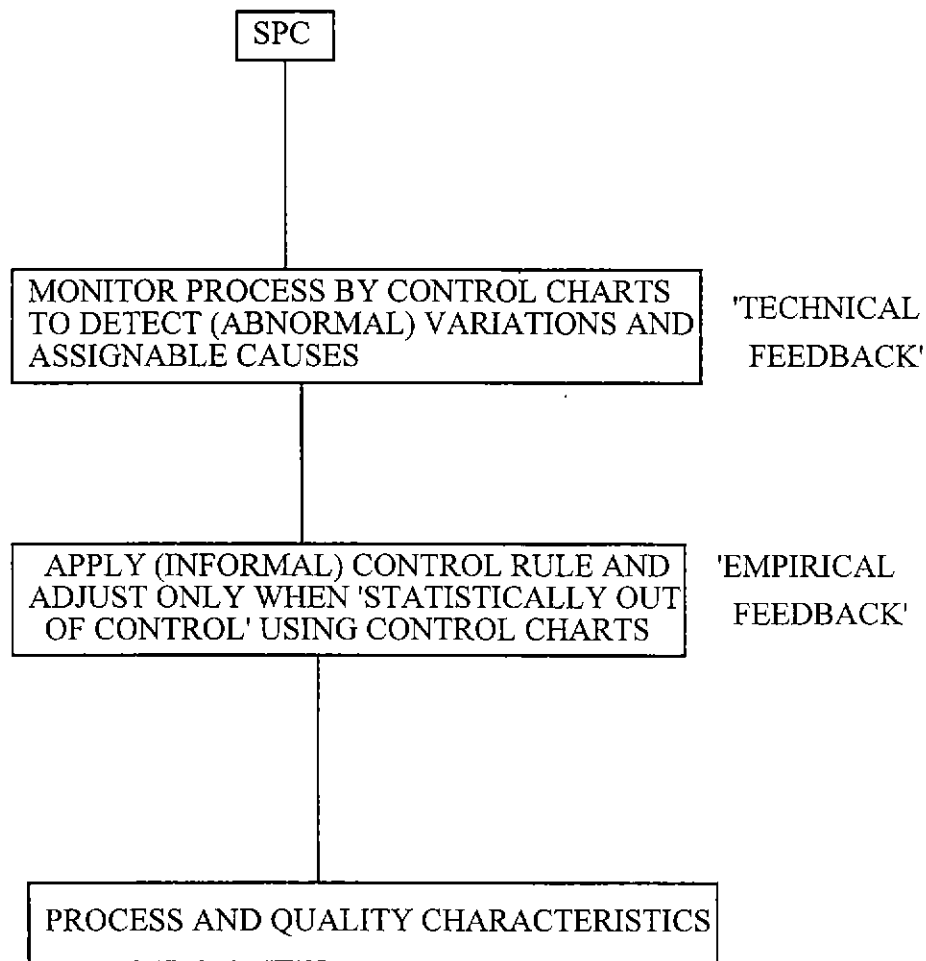 SPC
MONITOR PROCESS BY CONTROL CHARTS
TO DETECT (ABNORMAL) VARIATIONS AND
ASSIGNABLE CAUSES
'TECHNICAL
FEEDBACK'
APPLY (INFORMAL) CONTROL RULE AND
ADJUST ONLY WHEN 'STATISTICALLY OUT
OF CONTROL' USING CONTROL CHARTS
'EMPIRICAL
FEEDBACK'
PROCESS AND QUALITY CHARACTERISTICS